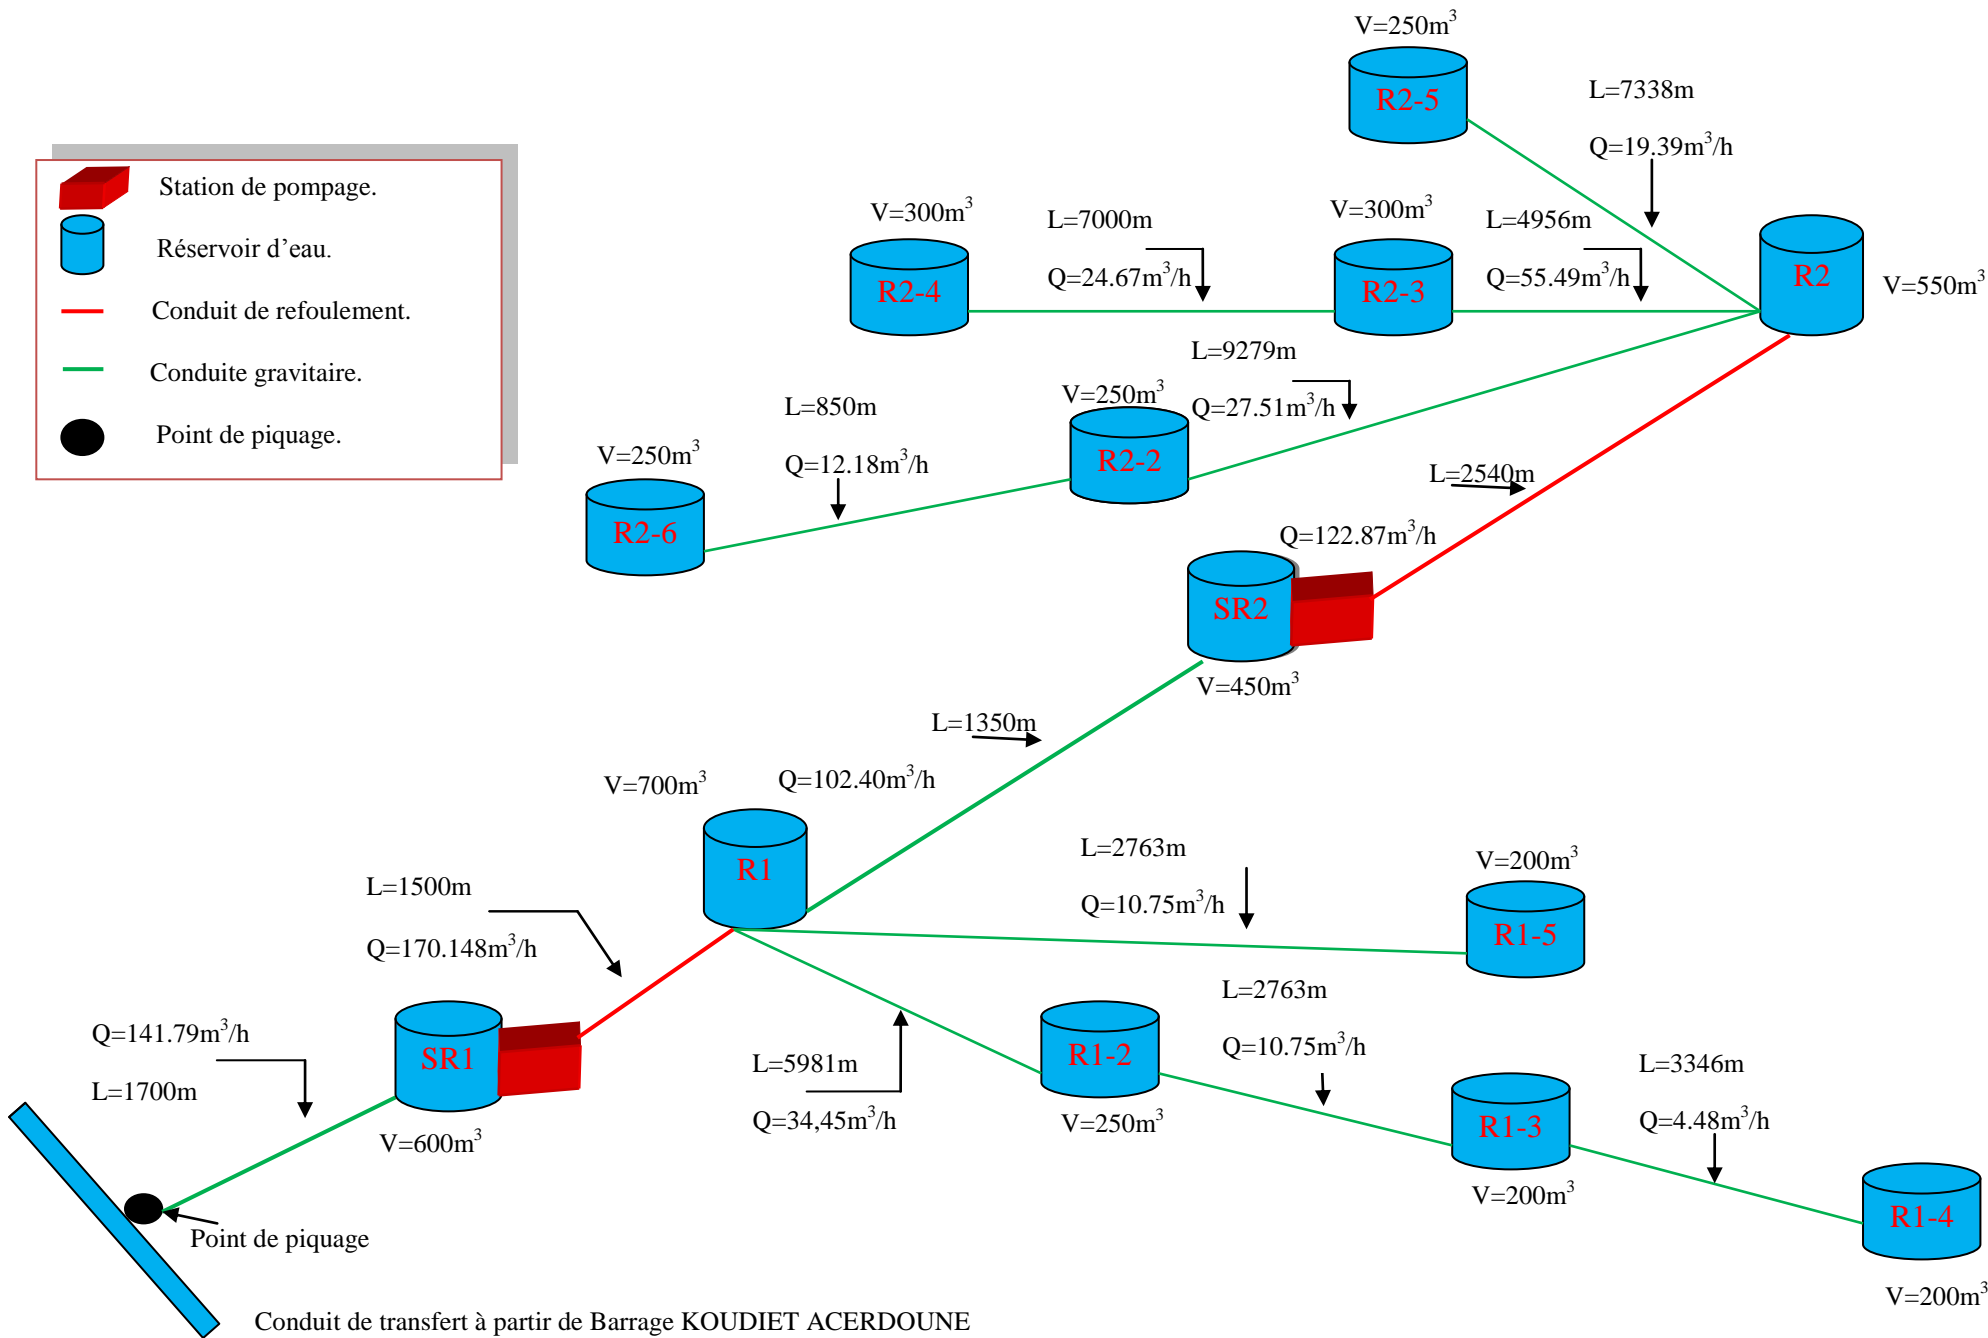 V=250m³
R2-5
L=7338m
Q=19.39m³/h
Station de pompage.
Réservoir d’eau.
Conduit de refoulement.
Conduite gravitaire.
Point de piquage.
V=300m³
R2-4
L=7000m
Q=24.67m³/h
V=300m³
R2-3
L=4956m
Q=55.49m³/h
R2
V=550m³
L=9279m
Q=27.51m³/h
V=250m³
R2-2
L=850m
Q=12.18m³/h
V=250m³
R2-6
L=2540m
Q=122.87m³/h
SR2
V=450m³
L=1350m
Q=102.40m³/h
V=700m³
R1
L=2763m
Q=10.75m³/h
V=200m³
R1-5
L=1500m
Q=170.148m³/h
Q=141.79m³/h
L=1700m
SR1
V=600m³
L=5981m
Q=34,45m³/h
R1-2
V=250m³
L=2763m
Q=10.75m³/h
R1-3
V=200m³
L=3346m
Q=4.48m³/h
R1-4
V=200m³
Point de piquage
Conduit de transfert à partir de Barrage KOUDIET ACERDOUNE